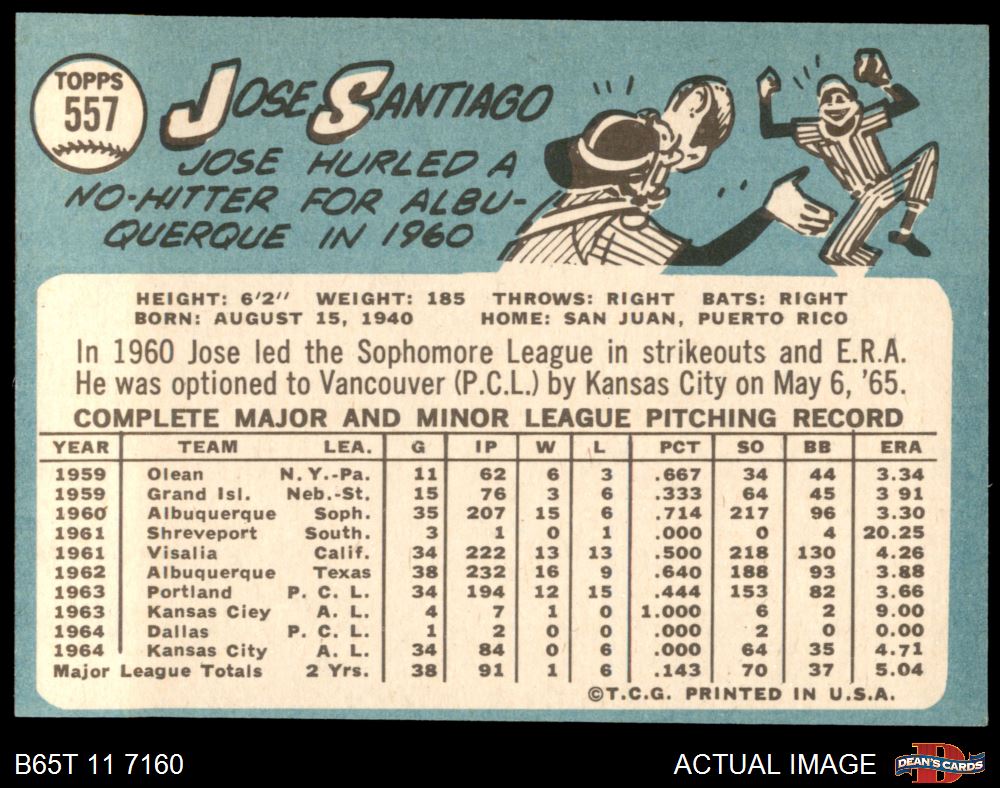 TOPPS
557
JOSE SANTIAGO
JOSE HURLED A
NO-HITTER FOR ALBU-
QUERQUE IN 1960
HEIGHT: 6'2" WEIGHT: 185 THROWS: RIGHT BATS: RIGHT
BORN: AUGUST 15, 1940 HOME: SAN JUAN, PUERTO RICO
In 1960 Jose led the Sophomore League in strikeouts and E.R.A.
He was optioned to Vancouver (P.C.L.) by Kansas City on May 6, '65.
COMPLETE MAJOR AND MINOR LEAGUE PITCHING RECORD
YEAR TEAM LEA. G IP W L PCT SO BB ERA
1959 Olean N.Y.-Pa. 11 62 6 3 .667 34 44 3.34
1959 Grand Isl. Neb.-St. 15 76 3 6 .333 64 45 3 91
1960 Albuquerque Soph. 35 207 15 6 .714 217 96 3.30
1961 Shreveport South. 3 1 0 1 .000 0 4 20.25
1961 Visalia Calif. 34 222 13 13 .500 218 130 4.26
1962 Albuquerque Texas 38 232 16 9 .640 188 93 3.88
1963 Portland P. C. L. 34 194 12 15 .444 153 82 3.66
1963 Kansas Ciey A. L. 4 7 1 0 1.000 6 2 9.00
1964 Dallas P. C. L. 1 2 0 0 .000 2 0 0.00
1964 Kansas City A. L. 34 84 0 6 .000 64 35 4.71
Major League Totals 2 Yrs. 38 91 1 6 .143 70 37 5.04
©T.C.G. PRINTED IN U.S.A.
B65T 11 7160
ACTUAL IMAGE
D
DEAN'S CARDS